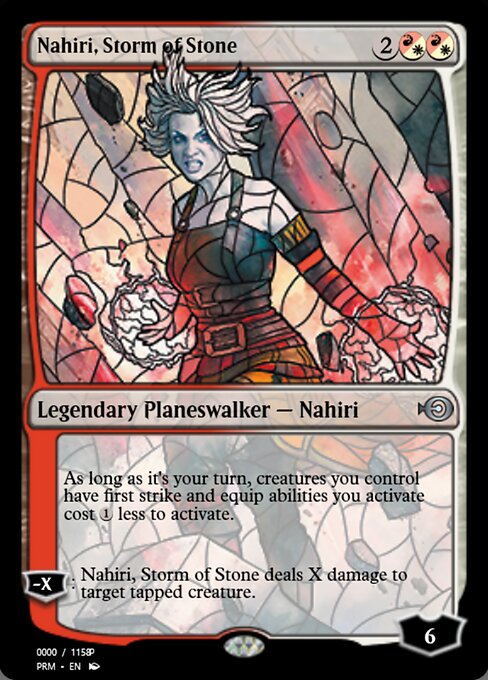 Nahiri, Storm of Stone 2
Legendary Planeswalker — Nahiri
As long as it's your turn, creatures you control
have first strike and equip abilities you activate
cost 1 less to activate.
-X : Nahiri, Storm of Stone deals X damage to
target tapped creature.
6
0000 / 1158P
PRM • EN